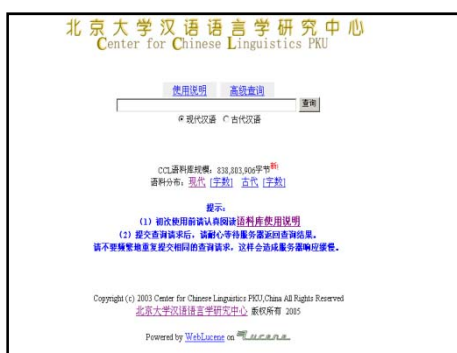 北京大学汉语语言学研究中心
Center for Chinese Linguistics PKU
使用说明 高级查询
查询
现代汉语 古代汉语
CCL语料库规模: 838,803,906字节新!
语料分布: 现代 [字数] 古代 [字数]
提示:
(1) 初次使用前请认真阅读语料库使用说明
(2) 提交查询请求后, 请耐心等待服务器返回查询结果。
请不要频繁地重复提交相同的查询请求, 这样会造成服务器响应缓慢。
Copyright (c) 2003 Center for Chinese Linguistics PKU,China All Rights Reserved
北京大学汉语语言学研究中心 版权所有 2005
Powered by WebLucene on Lucene